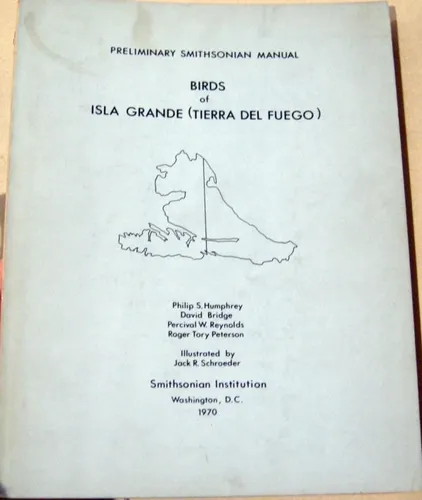 PRELIMINARY SMITHSONIAN MANUAL
BIRDS
of
ISLA GRANDE (TIERRA DEL FUEGO)
Philip S. Humphrey
David Bridge
Percival W. Reynolds
Roger Tory Peterson
Illustrated by
Jack R. Schroeder
Smithsonian Institution
Washington, D.C.
1970